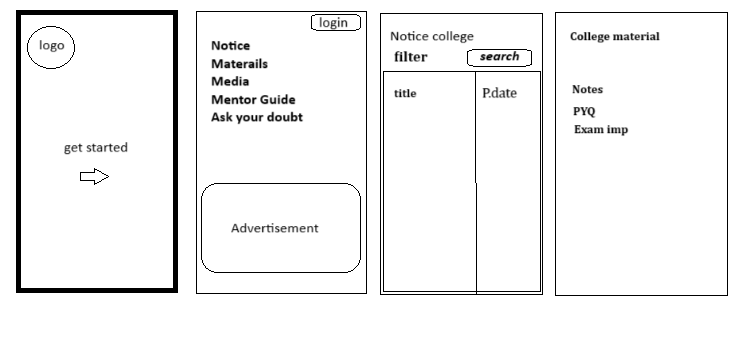 logo
get started
login
Notice
Materails
Media
Mentor Guide
Ask your doubt
Advertisement
Notice college
filter
search
title
P.date
College material
Notes
PYQ
Exam imp